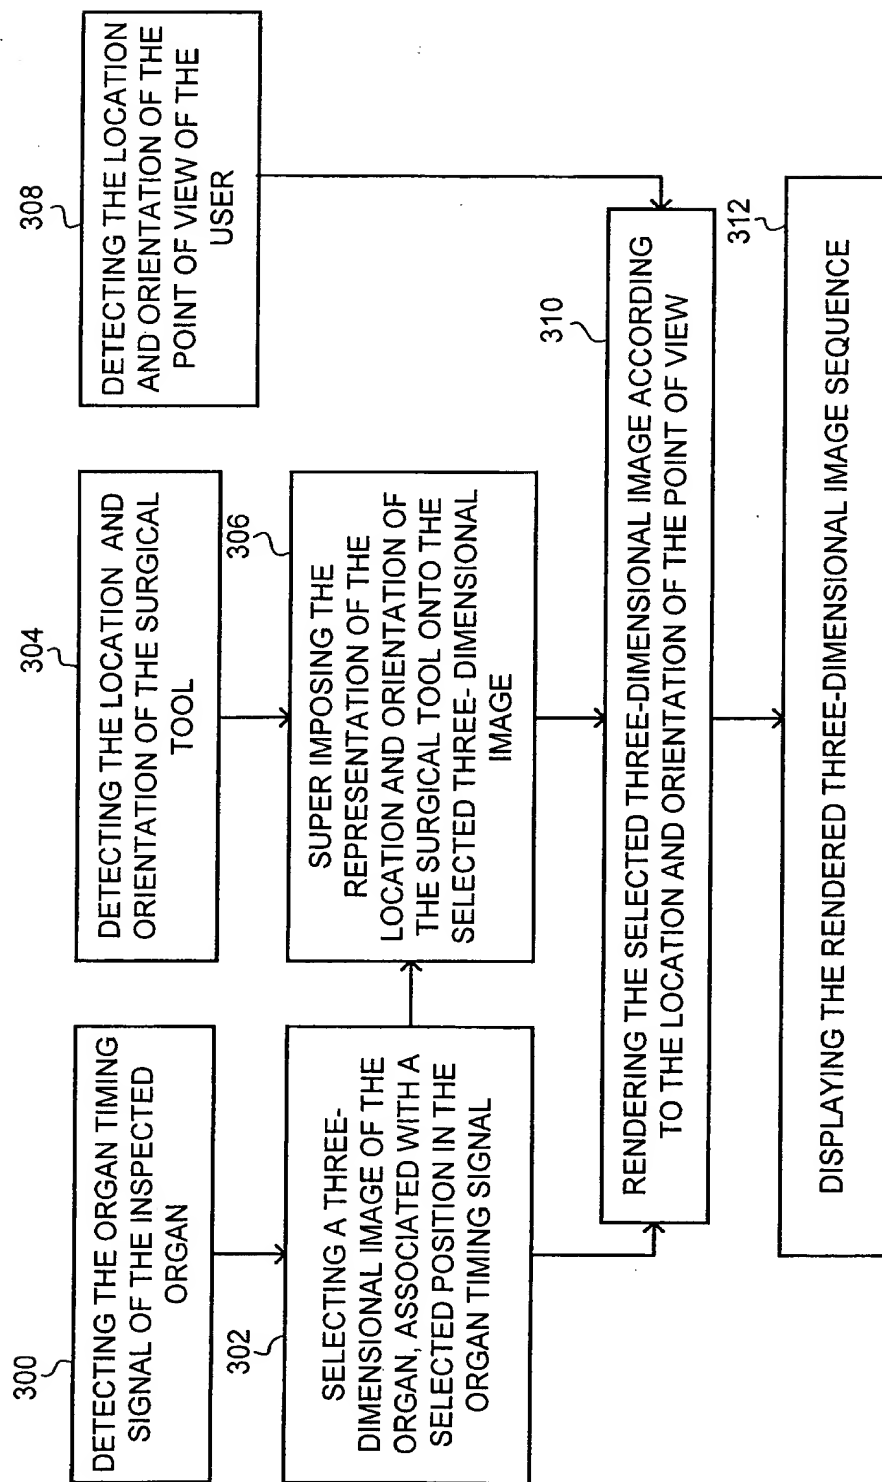 300
DETECTING THE ORGAN TIMING
SIGNAL OF THE INSPECTED
ORGAN
304
DETECTING THE LOCATION AND
ORIENTATION OF THE SURGICAL
TOOL
308
DETECTING THE LOCATION
AND ORIENTATION OF THE
POINT OF VIEW OF THE
USER
302
SELECTING A THREE-
DIMENSIONAL IMAGE OF THE
ORGAN, ASSOCIATED WITH A
SELECTED POSITION IN THE
ORGAN TIMING SIGNAL
306
SUPER IMPOSING THE
REPRESENTATION OF THE
LOCATION AND ORIENTATION OF
THE SURGICAL TOOL ONTO THE
SELECTED THREE- DIMENSIONAL
IMAGE
310
RENDERING THE SELECTED THREE-DIMENSIONAL IMAGE ACCORDING
TO THE LOCATION AND ORIENTATION OF THE POINT OF VIEW
312
DISPLAYING THE RENDERED THREE-DIMENSIONAL IMAGE SEQUENCE